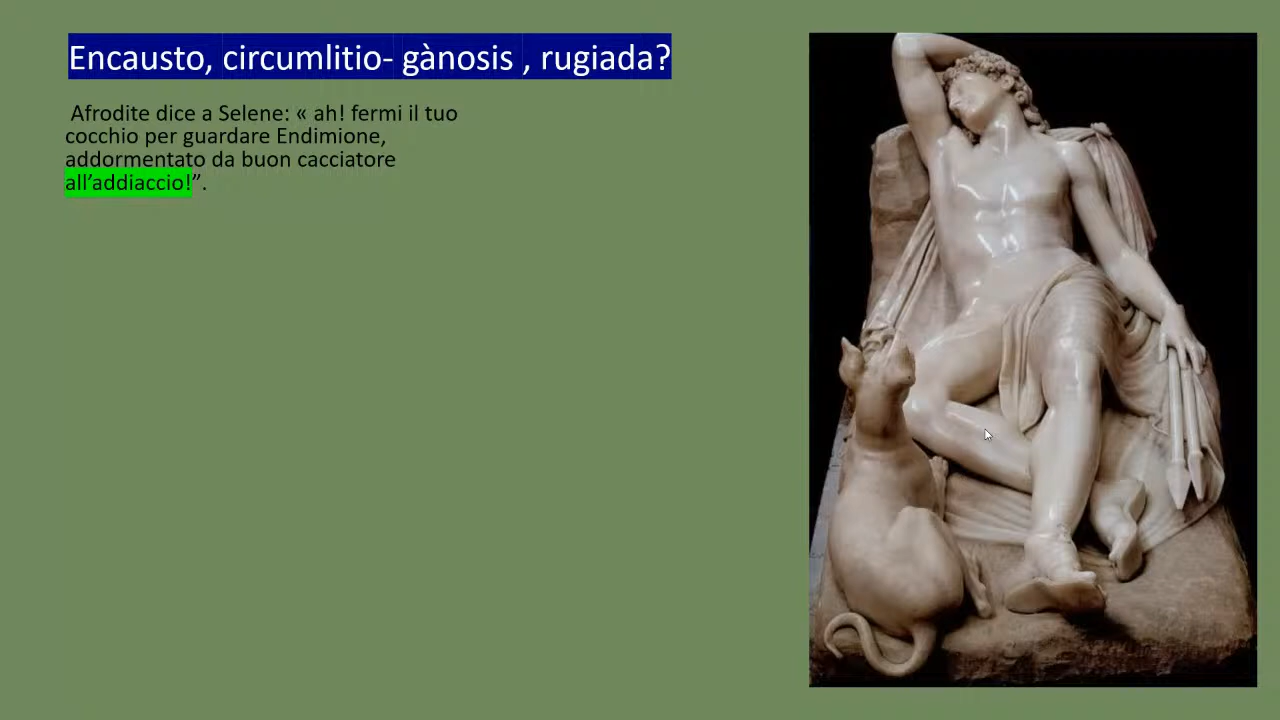 Encausto, circumlitio- gànosis , rugiada?
Afrodite dice a Selene: « ah! fermi il tuo
cocchio per guardare Endimione,
addormentato da buon cacciatore
all’addiaccio!”.